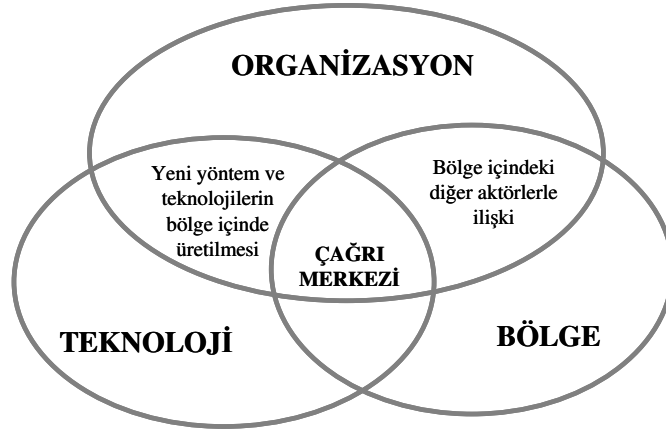 ORGANİZASYON
Yeni yöntem ve
teknolojilerin
bölge içinde
üretilmesi
Bölge içindeki
diğer aktörlerle
ilişki
ÇAĞRI
MERKEZİ
TEKNOLOJİ
BÖLGE